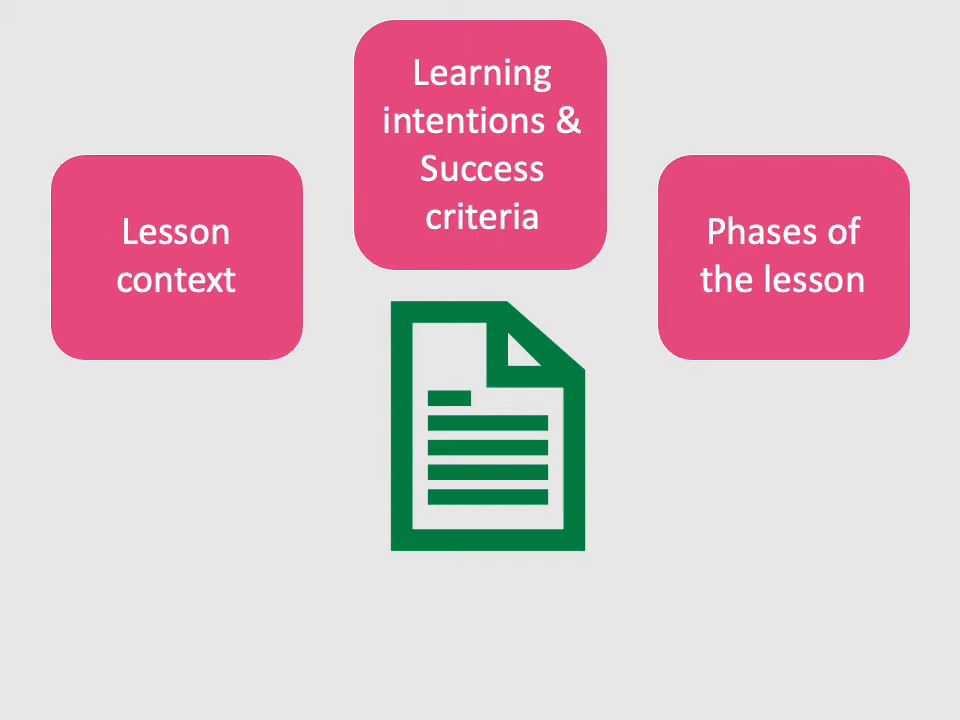 Lesson
context
Learning
intentions &
Success
criteria
Phases of
the lesson